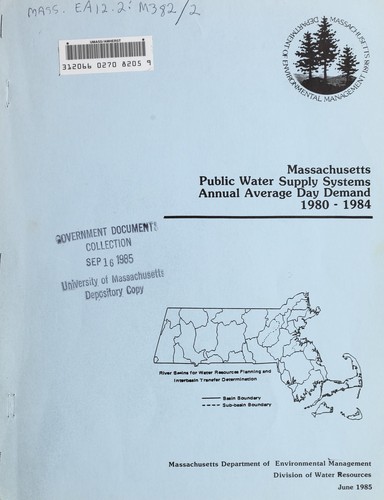 MASS. EA12.2: M382/2
UMASS/AMHERST
312066 0270 8205 9
MASSACHUSETTS
DEPARTMENT OF ENVIRONMENTAL MANAGEMENT
1898
Massachusetts
Public Water Supply Systems
Annual Average Day Demand
1980 - 1984
GOVERNMENT DOCUMENTS
COLLECTION
SEP 16 1985
University of Massachusetts
Depository Copy
River Basins for Water Resources Planning and
Interbasin Transfer Determination
Basin Boundary
Sub-basin Boundary
Massachusetts Department of Environmental Management
Division of Water Resources
June 1985